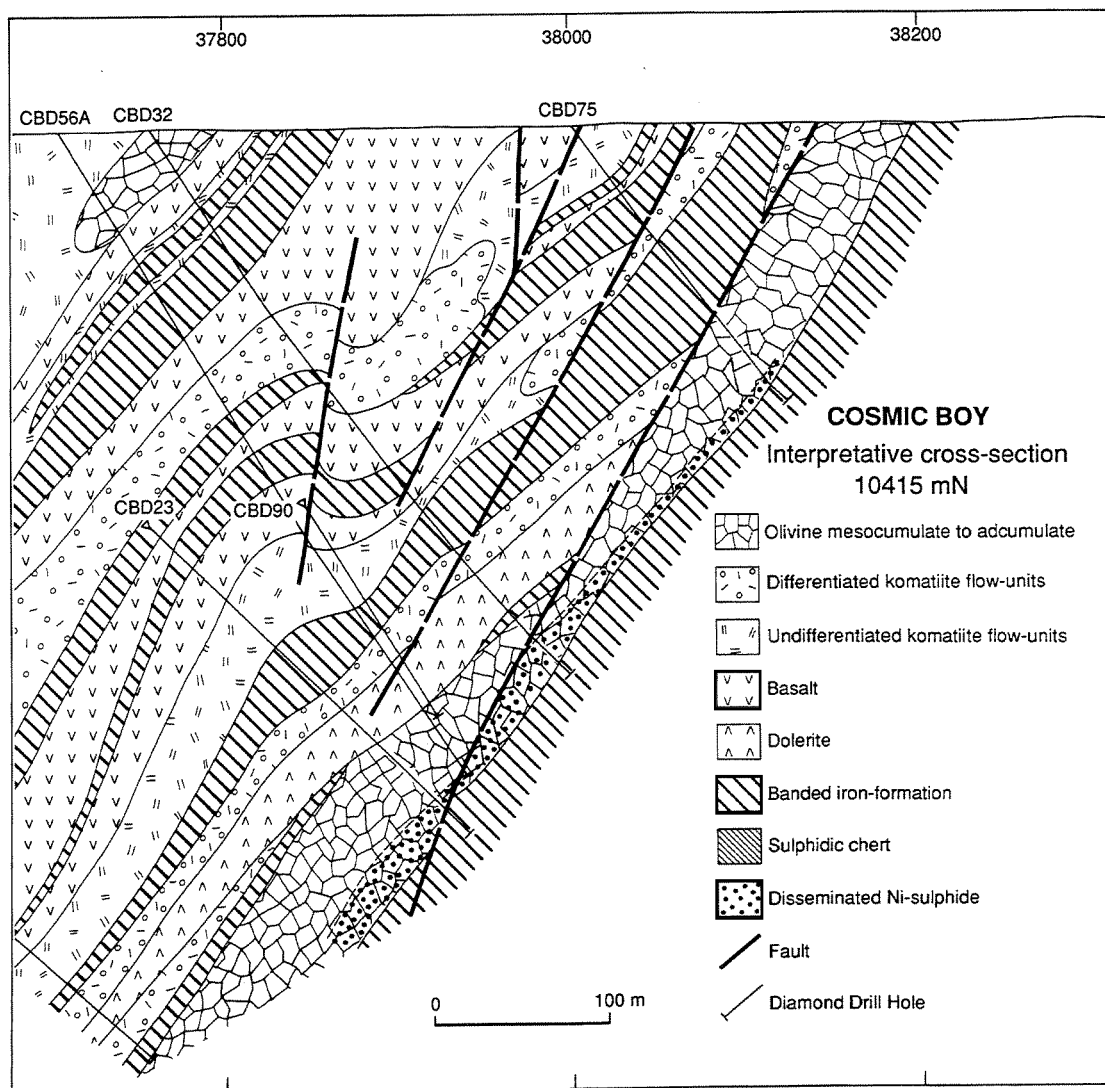 37800 38000 38200
CBD56A CBD32 CBD75
CBD23 CBD90
COSMIC BOY
Interpretative cross-section
10415 mN
Olivine mesocumulate to adcumulate
Differentiated komatiite flow-units
Undifferentiated komatiite flow-units
Basalt
Dolerite
Banded iron-formation
Sulphidic chert
Disseminated Ni-sulphide
Fault
Diamond Drill Hole
0 100 m